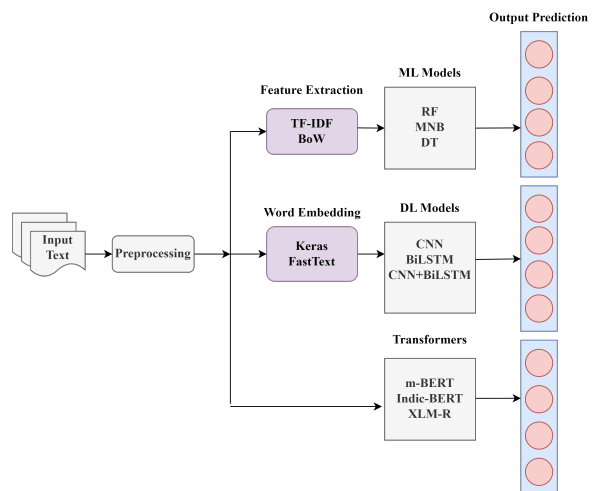 Output Prediction
ML Models
Feature Extraction
TF-IDF
BoW
RF
MNB
DT
Word Embedding
DL Models
Input
Text
Preprocessing
Keras
FastText
CNN
BiLSTM
CNN+BiLSTM
Transformers
m-BERT
Indic-BERT
XLM-R